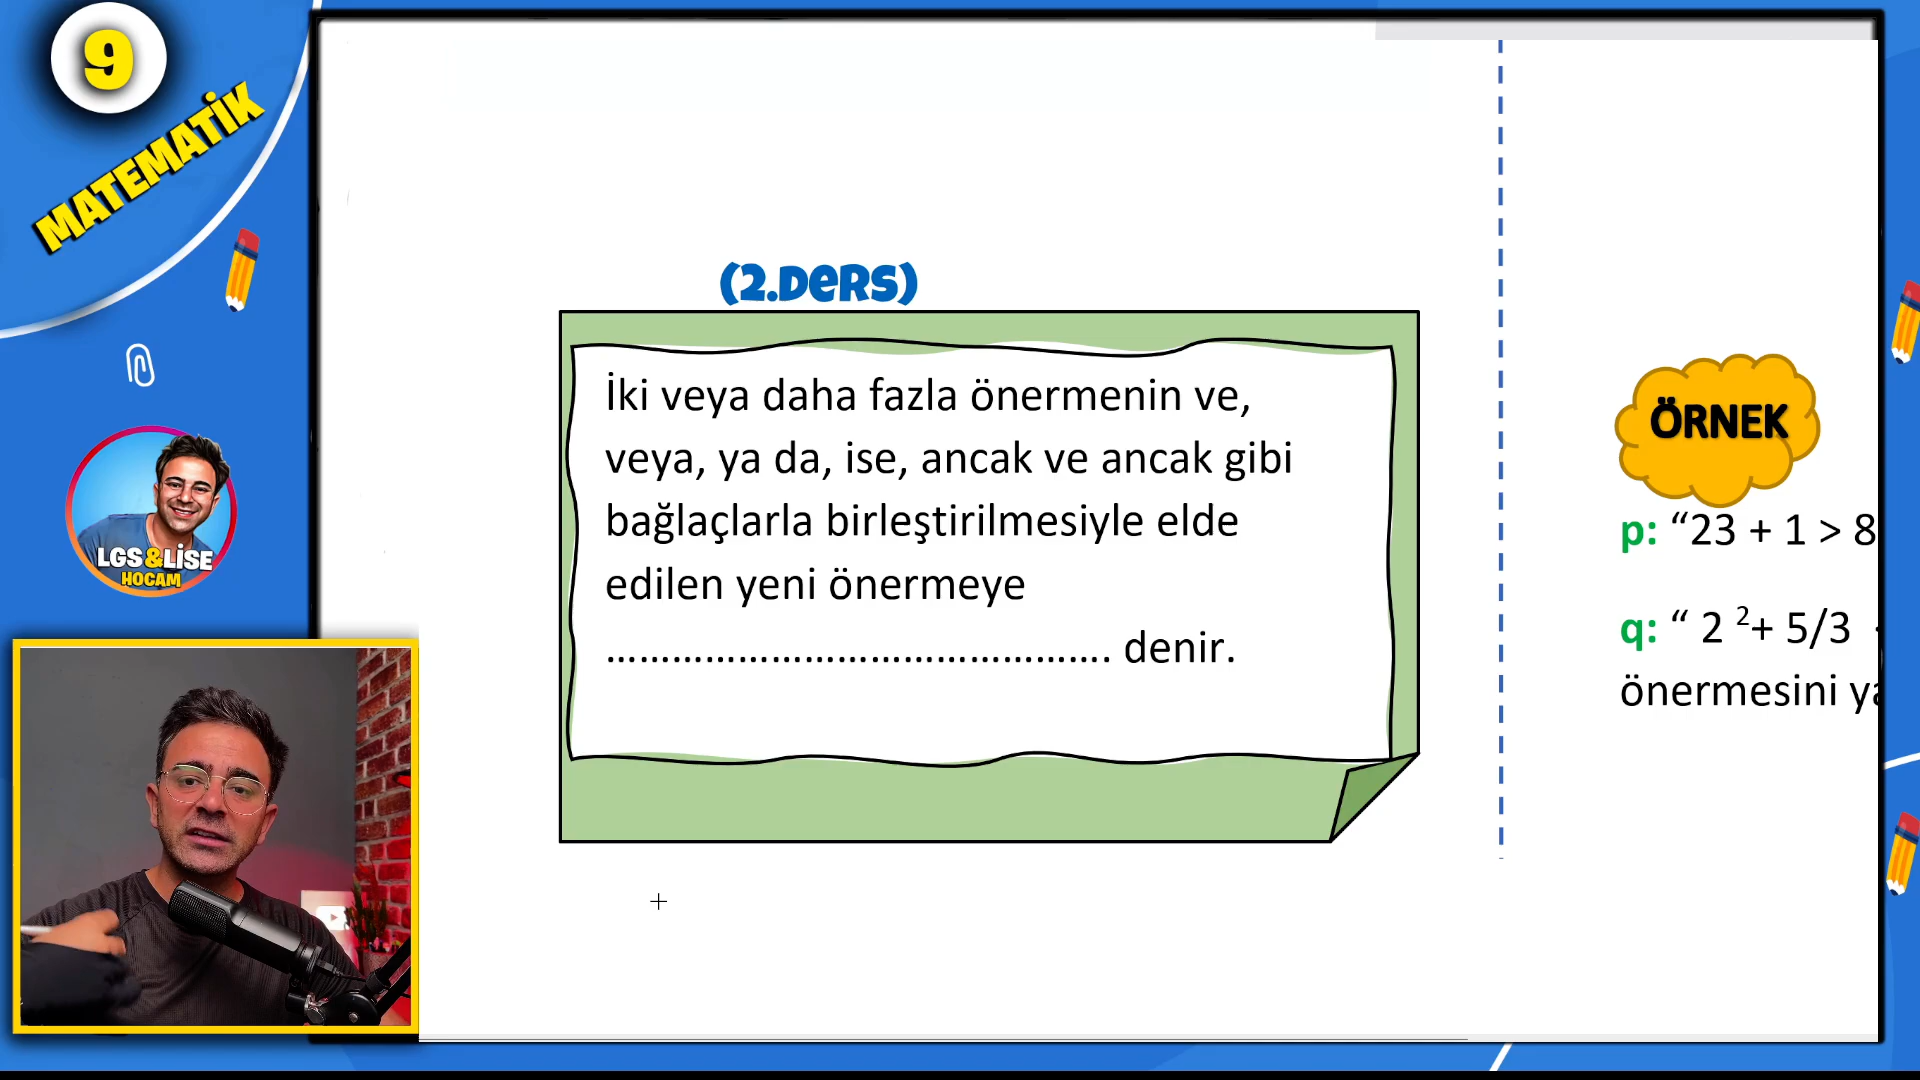 9
MATEMATİK
LGS&LİSE
HOCAM
(2.DERS)
İki veya daha fazla önermenin ve,
veya, ya da, ise, ancak ve ancak gibi
bağlaçlarla birleştirilmesiyle elde
edilen yeni önermeye
………………………………………. denir.
ÖRNEK
p: “23 + 1 > 8
q: “ 2 ²+ 5/3
önermesini